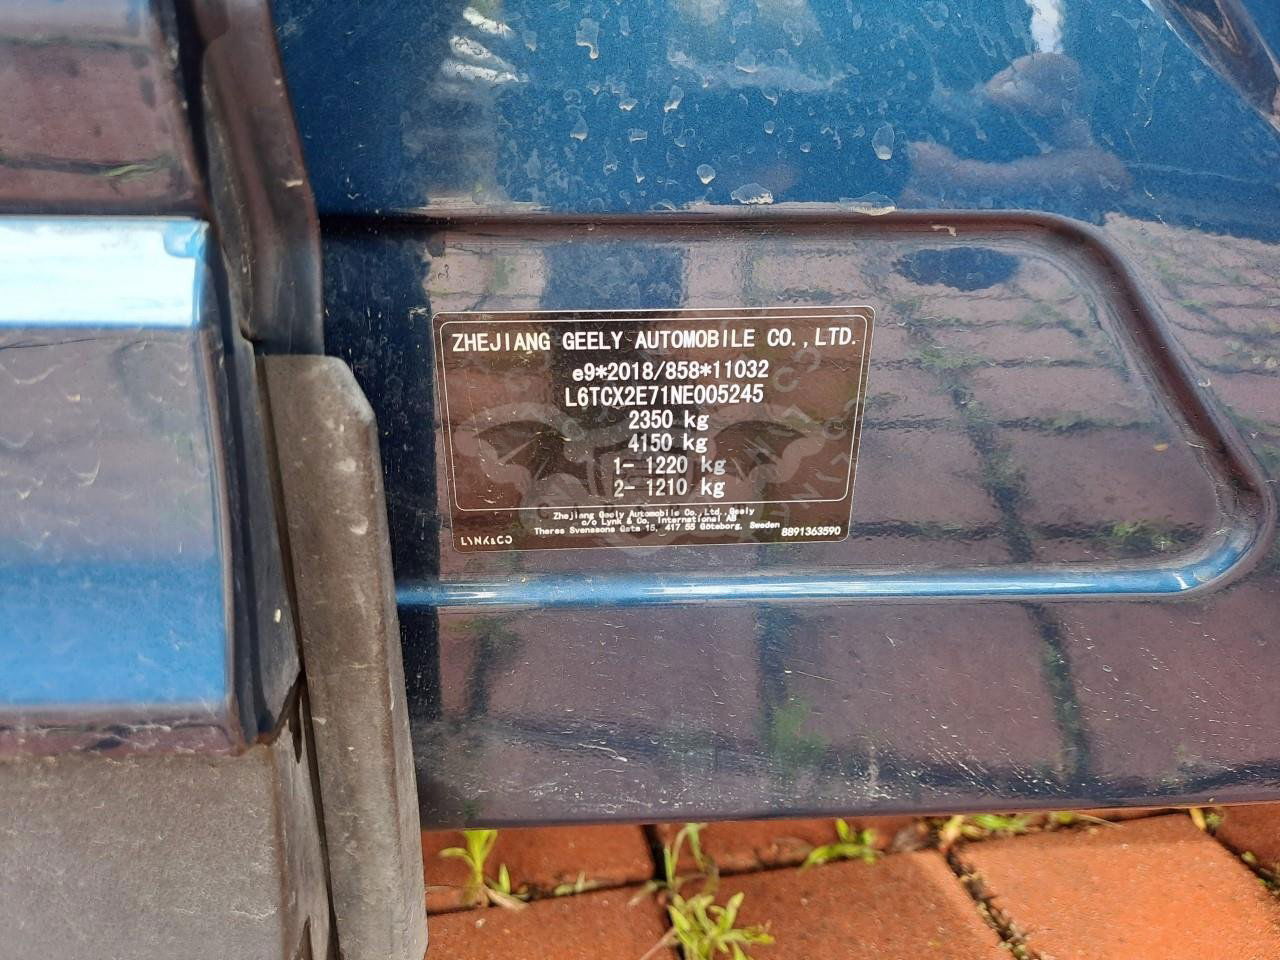 ZHEJIANG GEELY AUTOMOBILE CO.,LTD.
e9*2018/858*11032
L6TCX2E71NE005245
2350 kg
4150 kg
1- 1220 kg
2- 1210 kg
Zhejiang Geely Automobile Co.,Ltd.,Geely
c/o Lynk & Co. International AB
Theres Svenssons Gata 15, 417 55 Göteborg, Sweden
LYNK&CO
8891363590